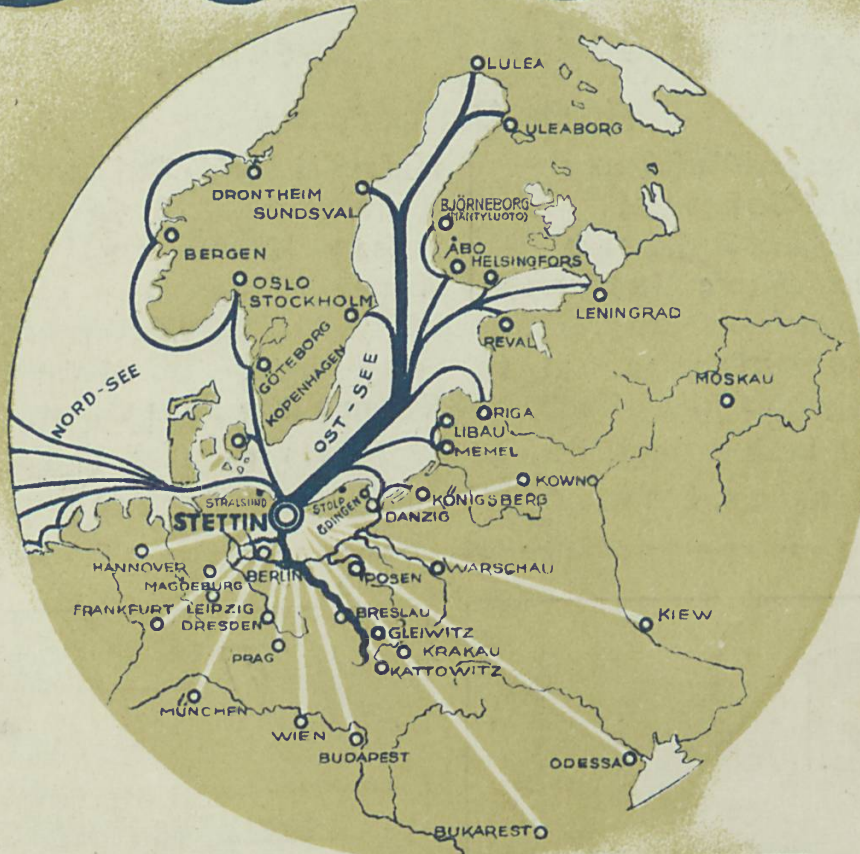 LULEA
ULEABORG
DRONTHEIM
SUNDSVAL
BJÖRNEBORG
(MÄNTYLUOTO)
BERGEN
ÅBO
HELSINGFORS
OSLO
STOCKHOLM
LENINGRAD
REVAL
GÖTEBORG
KOPENHAGEN
NORD-SEE
OST-SEE
MOSKAU
RIGA
LIBAU
MEMEL
KOWNO
KÖNIGSBERG
STRALSUND
STOLP
GDINGEN
DANZIG
STETTIN
HANNOVER
BERLIN
POSEN
WARSCHAU
MAGDEBURG
FRANKFURT
LEIPZIG
DRESDEN
BRESLAU
KIEW
GLEIWITZ
PRAG
KRAKAU
KATTOWITZ
MÜNCHEN
WIEN
BUDAPEST
ODESSA
BUKAREST